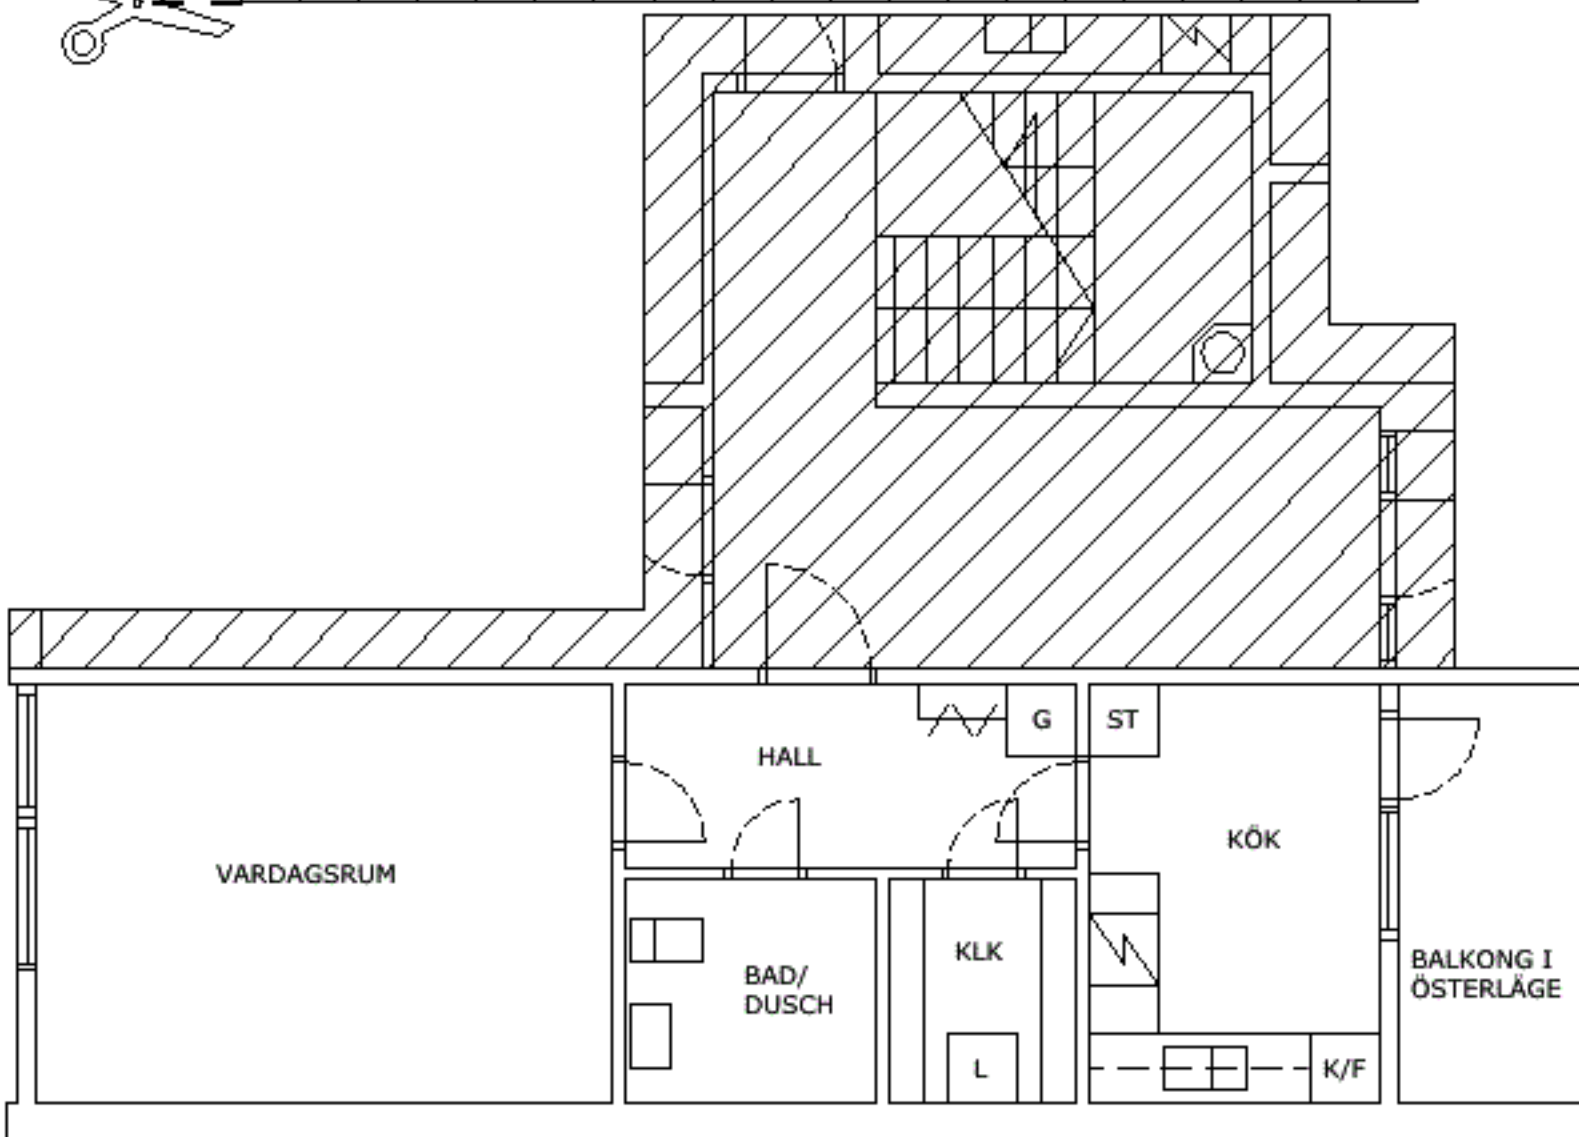 G
ST
HALL
KÖK
VARDAGSRUM
KLK
BAD/
DUSCH
BALKONG I
ÖSTERLÄGE
L
K/F